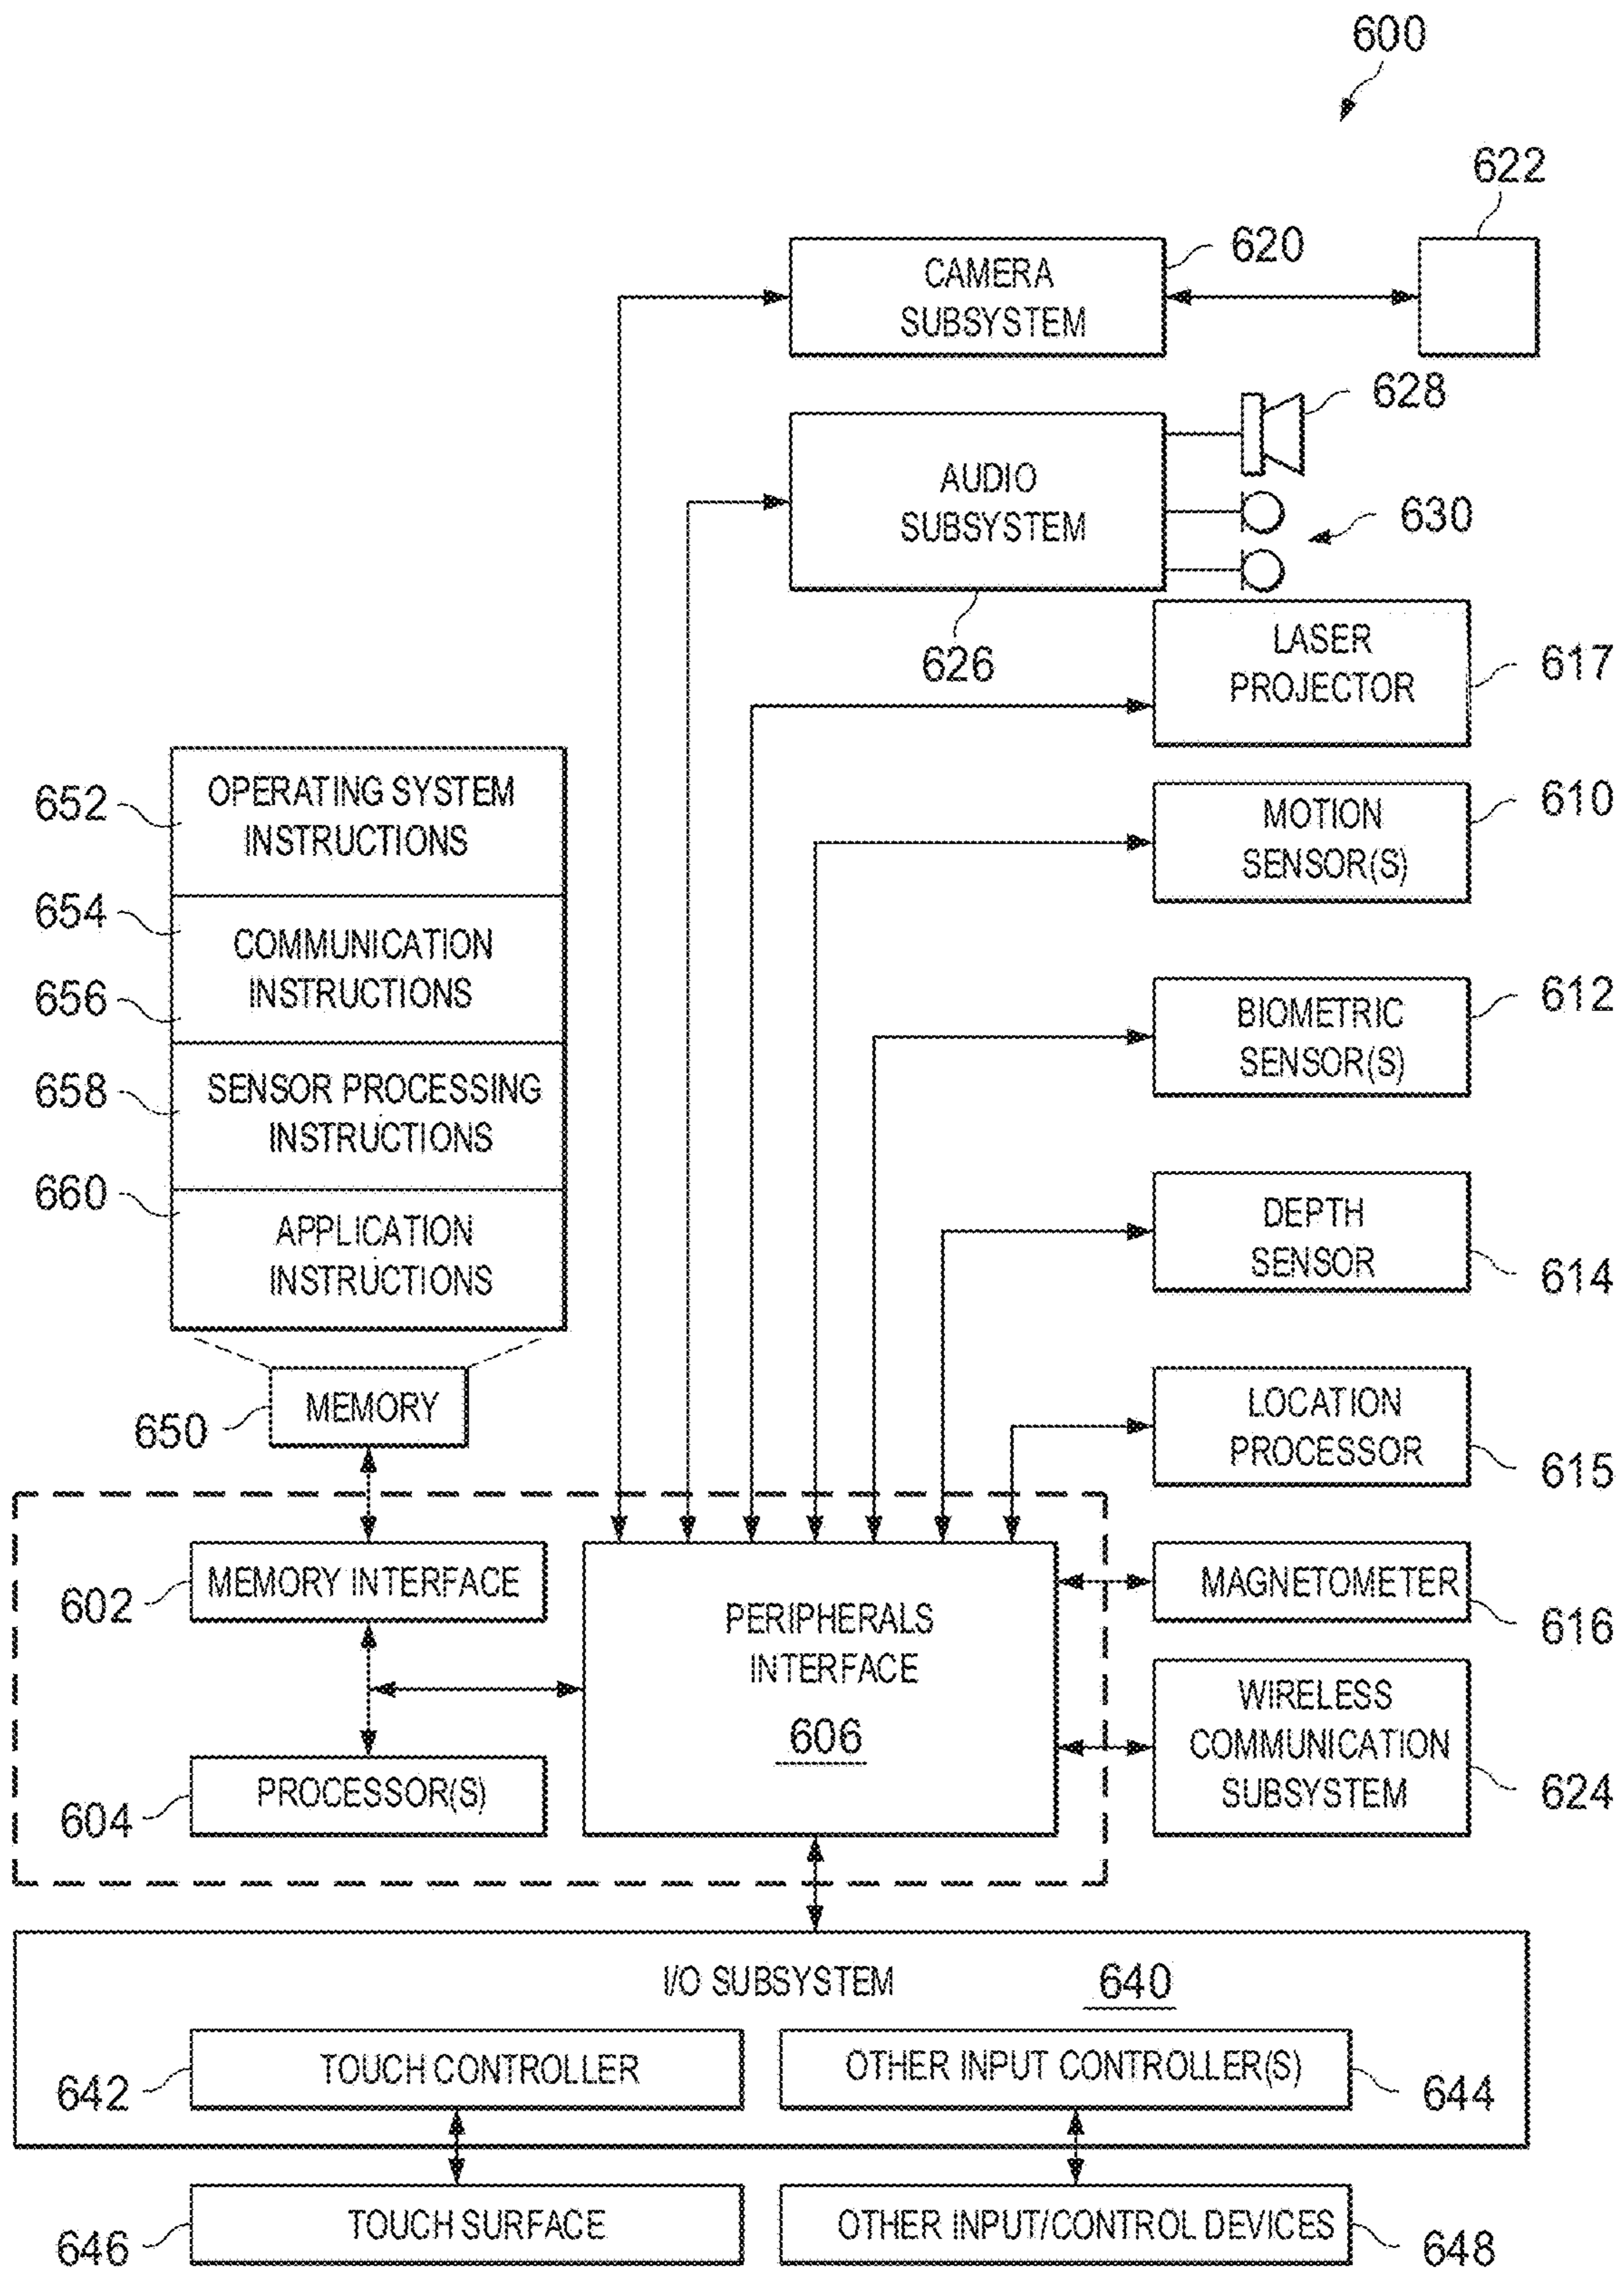 600
622
620
CAMERA
SUBSYSTEM
628
AUDIO
SUBSYSTEM
630
626
LASER
PROJECTOR
617
652
OPERATING SYSTEM
INSTRUCTIONS
MOTION
SENSOR(S)
610
654
COMMUNICATION
INSTRUCTIONS
656
BIOMETRIC
SENSOR(S)
612
658
SENSOR PROCESSING
INSTRUCTIONS
660
APPLICATION
INSTRUCTIONS
DEPTH
SENSOR
614
MEMORY
650
LOCATION
PROCESSOR
615
MEMORY INTERFACE
602
PERIPHERALS
INTERFACE
606
MAGNETOMETER
616
PROCESSOR(S)
604
WIRELESS
COMMUNICATION
SUBSYSTEM
624
I/O SUBSYSTEM 640
TOUCH CONTROLLER
642
OTHER INPUT CONTROLLER(S)
644
TOUCH SURFACE
646
OTHER INPUT/CONTROL DEVICES
648